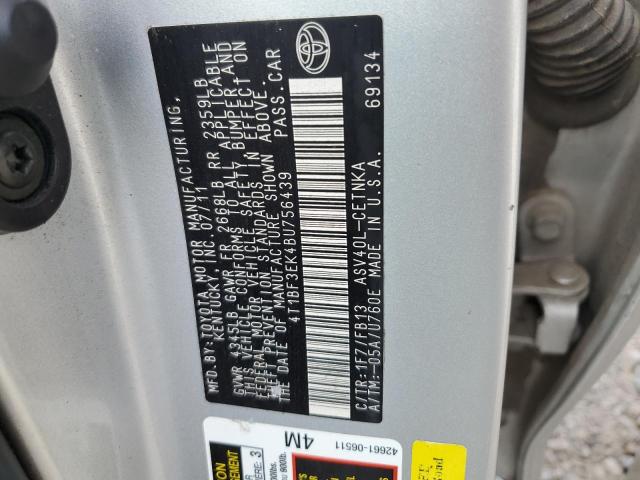 MFD. BY: TOYOTA MOTOR MANUFACTURING,
KENTUCKY, INC. 07/11
GVWR 4345LB GAWR FR 2668LB RR 2359LB
THIS VEHICLE CONFORMS TO ALL APPLICABLE
FEDERAL MOTOR VEHICLE SAFETY, BUMPER, AND
THEFT PREVENTION STANDARDS IN EFFECT ON
THE DATE OF MANUFACTURE SHOWN ABOVE.
4T1BF3EK4BU756439 PASS.CAR
C/TR:1F7/FB13 ASV40L-CETNKA
A/TM:-05A/U760E MADE IN U.S.A. 69134
4M
42661-06511